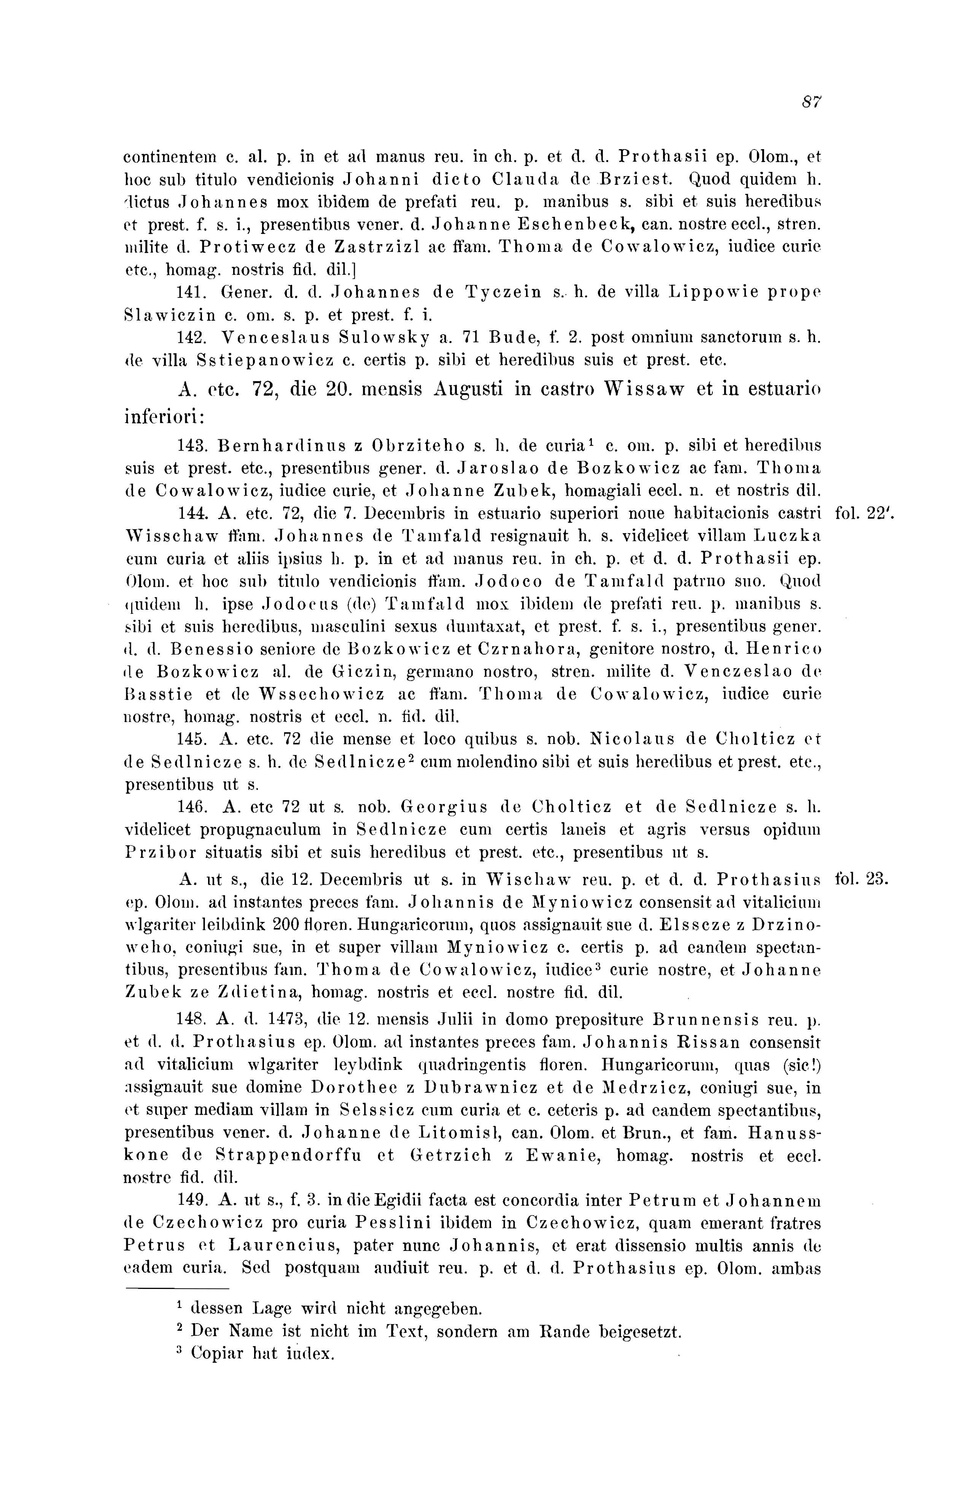 87
continentem c. al. p. in et ad manus reu. in ch. p. et d. d. Prothasii ep. Olom., et
hoc sub titulo vendicionis Johanni dicto Clauda de Brziest. Quod quidem h.
dictus Johannes mox ibidem de prefati reu. p. manibus s. sibi et suis heredibus
et prest. f. s. i., presentibus vener. d. Johanne Eschenbeck, can. nostre eccl., stren.
milite d. Protiwecz de Zastrzizl ac ffam. Thoma de Cowalowicz, iudice curie
etc., homag. nostris fid. dil.]
141. Gener. d. d. Johannes de Tyczein s. h. de villa Lippowie prope
Slawiczin c. om. s. p. et prest. f. i.
142. Venceslaus Sulowsky a. 71 Bude, f. 2. post omnium sanctorum s. h.
de villa Sstiepanowicz c. certis p. sibi et heredibus suis et prest. etc.
A. etc. 72, die 20. mensis Augusti in castro Wissaw et in estuario
inferiori:
143. Bernhardinus z Obrziteho s. h. de curia¹ c. om. p. sibi et heredibus
suis et prest. etc., presentibus gener. d. Jaroslao de Bozkowicz ac fam. Thoma
de Cowalowicz, iudice curie, et Johanne Zubek, homagiali eccl. n. et nostris dil.
144. A. etc. 72, die 7. Decembris in estuario superiori noue habitacionis castri fol. 22'.
Wisschaw ffam. Johannes de Tamfald resignauit h. s. videlicet villam Luczka
cum curia et aliis ipsius h. p. in et ad manus reu. in ch. p. et d. d. Prothasii ep.
Olom. et hoc sub titulo vendicionis ffam. Jodoco de Tamfald patruo suo. Quod
quidem h. ipse Jodocus (de) Tamfald mox ibidem de prefati reu. p. manibus s.
sibi et suis heredibus, masculini sexus dumtaxat, et prest. f. s. i., presentibus gener.
d. d. Benessio seniore de Bozkowicz et Czrnahora, genitore nostro, d. Henrico
de Bozkowicz al. de Giczin, germano nostro, stren. milite d. Venczeslao de
Basstie et de Wssechowicz ac ffam. Thoma de Cowalowicz, iudice curie
nostre, homag. nostris et eccl. n. fid. dil.
145. A. etc. 72 die mense et loco quibus s. nob. Nicolaus de Cholticz et
de Sedlnicze s. h. de Sedlnicze² cum molendino sibi et suis heredibus et prest. etc.,
presentibus ut s.
146. A. etc 72 ut s. nob. Georgius de Cholticz et de Sedlnicze s. h.
videlicet propugnaculum in Sedlnicze cum certis laneis et agris versus opidum
Przibor situatis sibi et suis heredibus et prest. etc., presentibus ut s.
A. ut s., die 12. Decembris ut s. in Wischaw reu. p. et d. d. Prothasius fol. 23.
ep. Olom. ad instantes preces fam. Johannis de Myniowicz consensit ad vitalicium
wlgariter leibdink 200 floren. Hungaricorum, quos assignauit sue d. Elsscze z Drzino-
weho, coniugi sue, in et super villam Myniowicz c. certis p. ad eandem spectan-
tibus, presentibus fam. Thoma de Cowalowicz, iudice³ curie nostre, et Johanne
Zubek ze Zdietina, homag. nostris et eccl. nostre fid. dil.
148. A. d. 1473, die 12. mensis Julii in domo prepositure Brunnensis reu. p.
et d. d. Prothasius ep. Olom. ad instantes preces fam. Johannis Rissan consensit
ad vitalicium wlgariter leybdink quadringentis floren. Hungaricorum, quas (sic!)
assignauit sue domine Dorothee z Dubrawnicz et de Medrzicz, coniugi sue, in
et super mediam villam in Selssicz cum curia et c. ceteris p. ad eandem spectantibus,
presentibus vener. d. Johanne de Litomisl, can. Olom. et Brun., et fam. Hanuss-
kone de Strappendorffu et Getrzich z Ewanie, homag. nostris et eccl.
nostre fid. dil.
149. A. ut s., f. 3. in die Egidii facta est concordia inter Petrum et Johannem
de Czechowicz pro curia Pesslini ibidem in Czechowicz, quam emerant fratres
Petrus et Laurencius, pater nunc Johannis, et erat dissensio multis annis de
eadem curia. Sed postquam audiuit reu. p. et d. d. Prothasius ep. Olom. ambas
¹ dessen Lage wird nicht angegeben.
² Der Name ist nicht im Text, sondern am Rande beigesetzt.
³ Copiar hat iudex.